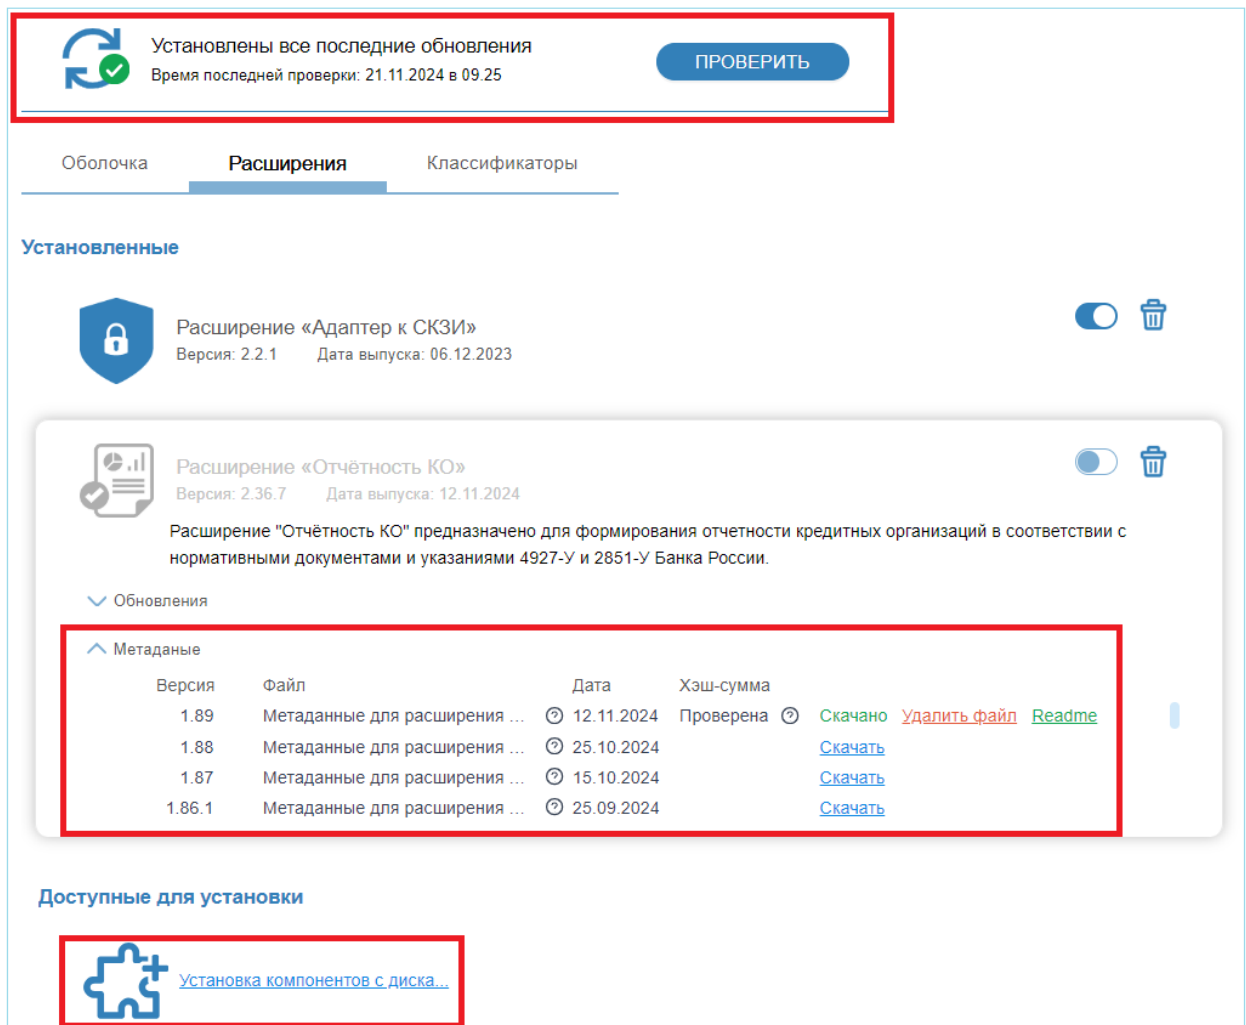 Установлены все последние обновления
Время последней проверки: 21.11.2024 в 09.25
ПРОВЕРИТЬ
Оболочка Расширения Классификаторы
Установленные
Расширение «Адаптер к СКЗИ»
Версия: 2.2.1 Дата выпуска: 06.12.2023
Расширение «Отчётность КО»
Версия: 2.36.7 Дата выпуска: 12.11.2024
Расширение "Отчётность КО" предназначено для формирования отчетности кредитных организаций в соответствии с
нормативными документами и указаниями 4927-У и 2851-У Банка России.
Обновления
Метаданые
Версия Файл Дата Хэш-сумма
1.89 Метаданные для расширения ... 12.11.2024 Проверена Скачано Удалить файл Readme
1.88 Метаданные для расширения ... 25.10.2024 Скачать
1.87 Метаданные для расширения ... 15.10.2024 Скачать
1.86.1 Метаданные для расширения ... 25.09.2024 Скачать
Доступные для установки
Установка компонентов с диска...